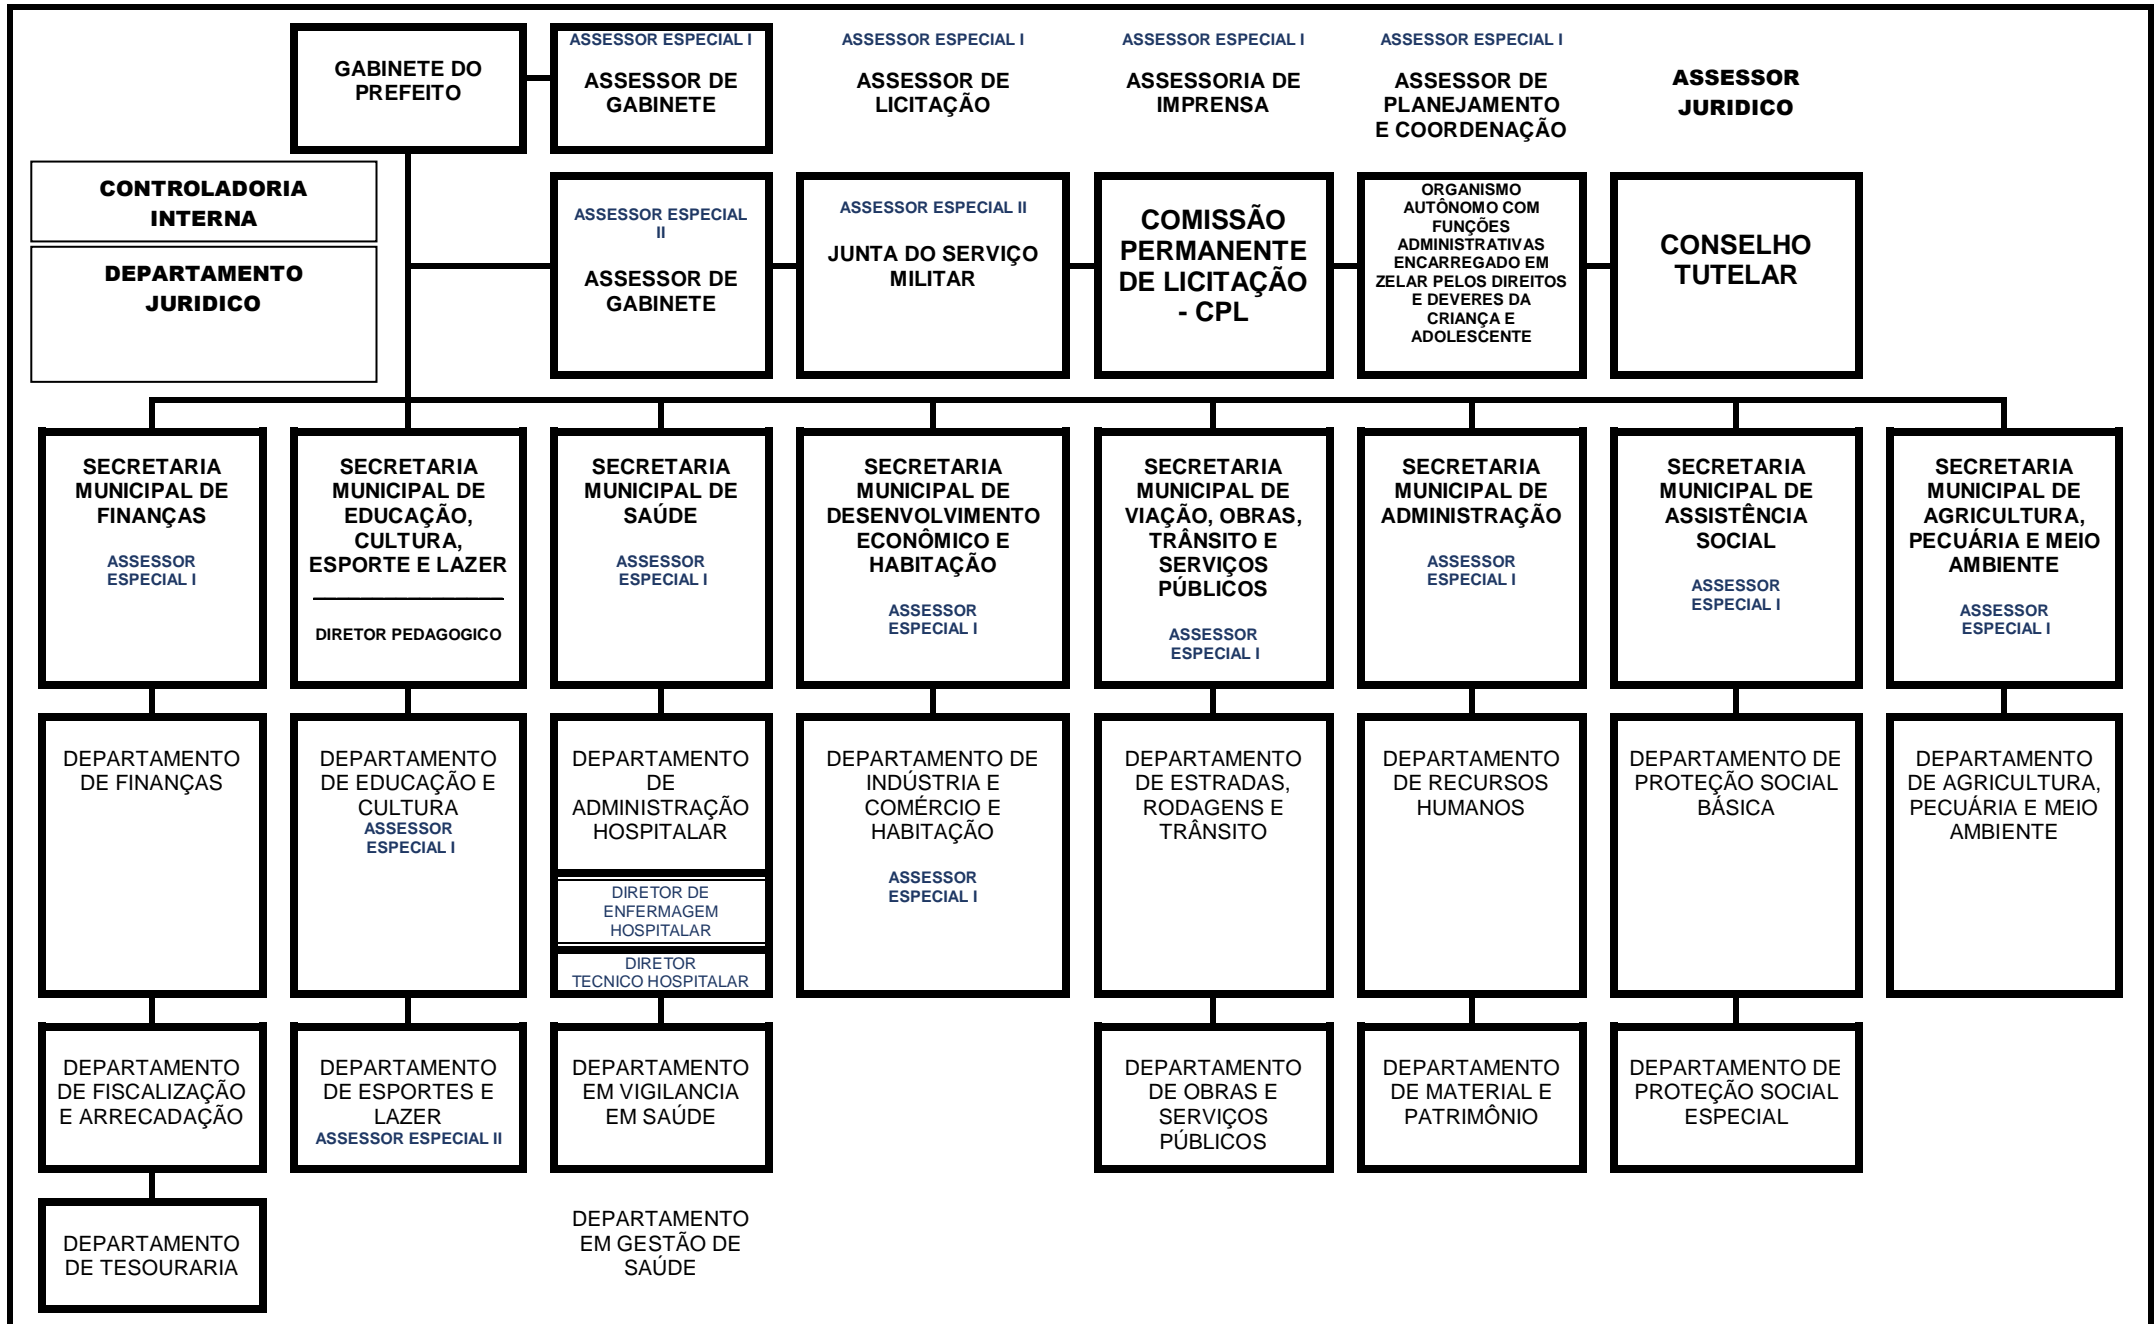 GABINETE DO
PREFEITO
ASSESSOR ESPECIAL I
ASSESSOR DE
GABINETE
ASSESSOR ESPECIAL I
ASSESSOR DE
LICITAÇÃO
ASSESSOR ESPECIAL I
ASSESSORIA DE
IMPRENSA
ASSESSOR ESPECIAL I
ASSESSOR DE
PLANEJAMENTO
E COORDENAÇÃO
ASSESSOR
JURIDICO
CONTROLADORIA
INTERNA
DEPARTAMENTO
JURIDICO
ASSESSOR ESPECIAL
II
ASSESSOR DE
GABINETE
ASSESSOR ESPECIAL II
JUNTA DO SERVIÇO
MILITAR
COMISSÃO
PERMANENTE
DE LICITAÇÃO
- CPL
ORGANISMO
AUTÔNOMO COM
FUNÇÕES
ADMINISTRATIVAS
ENCARREGADO EM
ZELAR PELOS DIREITOS
E DEVERES DA
CRIANÇA E
ADOLESCENTE
CONSELHO
TUTELAR
SECRETARIA
MUNICIPAL DE
FINANÇAS
ASSESSOR
ESPECIAL I
SECRETARIA
MUNICIPAL DE
EDUCAÇÃO,
CULTURA,
ESPORTE E LAZER
DIRETOR PEDAGOGICO
SECRETARIA
MUNICIPAL DE
SAÚDE
ASSESSOR
ESPECIAL I
SECRETARIA
MUNICIPAL DE
DESENVOLVIMENTO
ECONÔMICO E
HABITAÇÃO
ASSESSOR
ESPECIAL I
SECRETARIA
MUNICIPAL DE
VIAÇÃO, OBRAS,
TRÂNSITO E
SERVIÇOS
PÚBLICOS
ASSESSOR
ESPECIAL I
SECRETARIA
MUNICIPAL DE
ADMINISTRAÇÃO
ASSESSOR
ESPECIAL I
SECRETARIA
MUNICIPAL DE
ASSISTÊNCIA
SOCIAL
ASSESSOR
ESPECIAL I
SECRETARIA
MUNICIPAL DE
AGRICULTURA,
PECUÁRIA E MEIO
AMBIENTE
ASSESSOR
ESPECIAL I
DEPARTAMENTO
DE FINANÇAS
DEPARTAMENTO
DE EDUCAÇÃO E
CULTURA
ASSESSOR
ESPECIAL I
DEPARTAMENTO
DE
ADMINISTRAÇÃO
HOSPITALAR
DIRETOR DE
ENFERMAGEM
HOSPITALAR
DIRETOR
TECNICO HOSPITALAR
DEPARTAMENTO DE
INDÚSTRIA E
COMÉRCIO E
HABITAÇÃO
ASSESSOR
ESPECIAL I
DEPARTAMENTO
DE ESTRADAS,
RODAGENS E
TRÂNSITO
DEPARTAMENTO
DE RECURSOS
HUMANOS
DEPARTAMENTO DE
PROTEÇÃO SOCIAL
BÁSICA
DEPARTAMENTO
DE AGRICULTURA,
PECUÁRIA E MEIO
AMBIENTE
DEPARTAMENTO
DE FISCALIZAÇÃO
E ARRECADAÇÃO
DEPARTAMENTO
DE ESPORTES E
LAZER
ASSESSOR ESPECIAL II
DEPARTAMENTO
EM VIGILANCIA
EM SAÚDE
DEPARTAMENTO
DE OBRAS E
SERVIÇOS
PÚBLICOS
DEPARTAMENTO
DE MATERIAL E
PATRIMÔNIO
DEPARTAMENTO DE
PROTEÇÃO SOCIAL
ESPECIAL
DEPARTAMENTO
DE TESOURARIA
DEPARTAMENTO
EM GESTÃO DE
SAÚDE